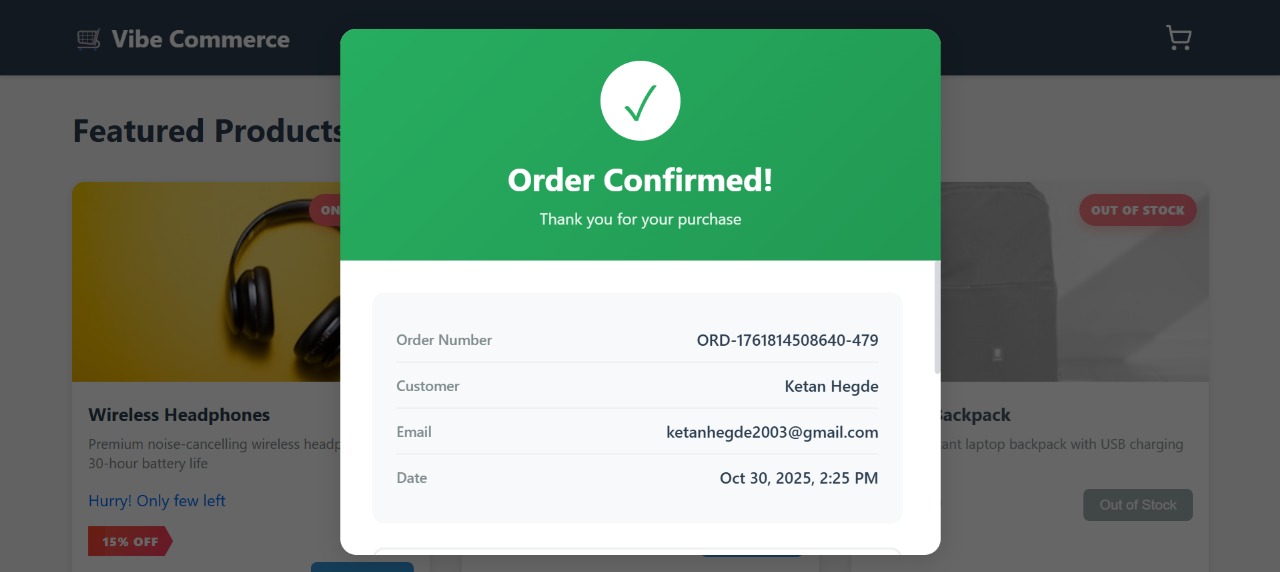 Vibe Commerce
Featured Products
Order Confirmed!
Thank you for your purchase
Order Number ORD-1761814508640-479
Customer Ketan Hegde
Email ketanhegde2003@gmail.com
Date Oct 30, 2025, 2:25 PM
OUT OF STOCK
Wireless Headphones
Premium noise-cancelling wireless
30-hour battery life
Hurry! Only few left
15% OFF
Backpack
laptop backpack with USB charging
Out of Stock